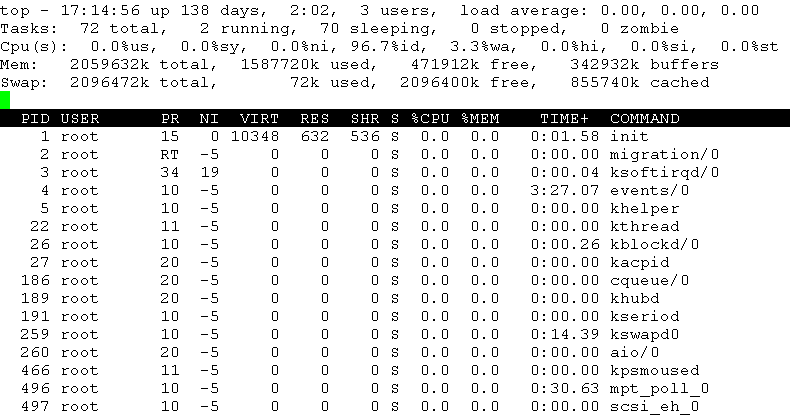 top - 17:14:56 up 138 days,  2:02,  3 users,  load average: 0.00, 0.00, 0.00
Tasks:  72 total,   2 running,  70 sleeping,   0 stopped,   0 zombie
Cpu(s):  0.0%us,  0.0%sy,  0.0%ni, 96.7%id,  3.3%wa,  0.0%hi,  0.0%si,  0.0%st
Mem:   2059632k total,  1587720k used,   471912k free,   342932k buffers
Swap:  2096472k total,       72k used,  2096400k free,   855740k cached
  PID USER      PR  NI  VIRT  RES  SHR S %CPU %MEM    TIME+  COMMAND
    1 root      15   0 10348  632  536 S  0.0  0.0   0:01.58 init
    2 root      RT  -5     0    0    0 S  0.0  0.0   0:00.00 migration/0
    3 root      34  19     0    0    0 S  0.0  0.0   0:00.04 ksoftirqd/0
    4 root      10  -5     0    0    0 S  0.0  0.0   3:27.07 events/0
    5 root      10  -5     0    0    0 S  0.0  0.0   0:00.00 khelper
   22 root      11  -5     0    0    0 S  0.0  0.0   0:00.00 kthread
   26 root      10  -5     0    0    0 S  0.0  0.0   0:00.26 kblockd/0
   27 root      20  -5     0    0    0 S  0.0  0.0   0:00.00 kacpid
  186 root      20  -5     0    0    0 S  0.0  0.0   0:00.00 cqueue/0
  189 root      20  -5     0    0    0 S  0.0  0.0   0:00.00 khubd
  191 root      10  -5     0    0    0 S  0.0  0.0   0:00.00 kseriod
  259 root      10  -5     0    0    0 S  0.0  0.0   0:14.39 kswapd0
  260 root      20  -5     0    0    0 S  0.0  0.0   0:00.00 aio/0
  466 root      11  -5     0    0    0 S  0.0  0.0   0:00.00 kpsmoused
  496 root      10  -5     0    0    0 S  0.0  0.0   0:30.63 mpt_poll_0
  497 root      10  -5     0    0    0 S  0.0  0.0   0:00.00 scsi_eh_0